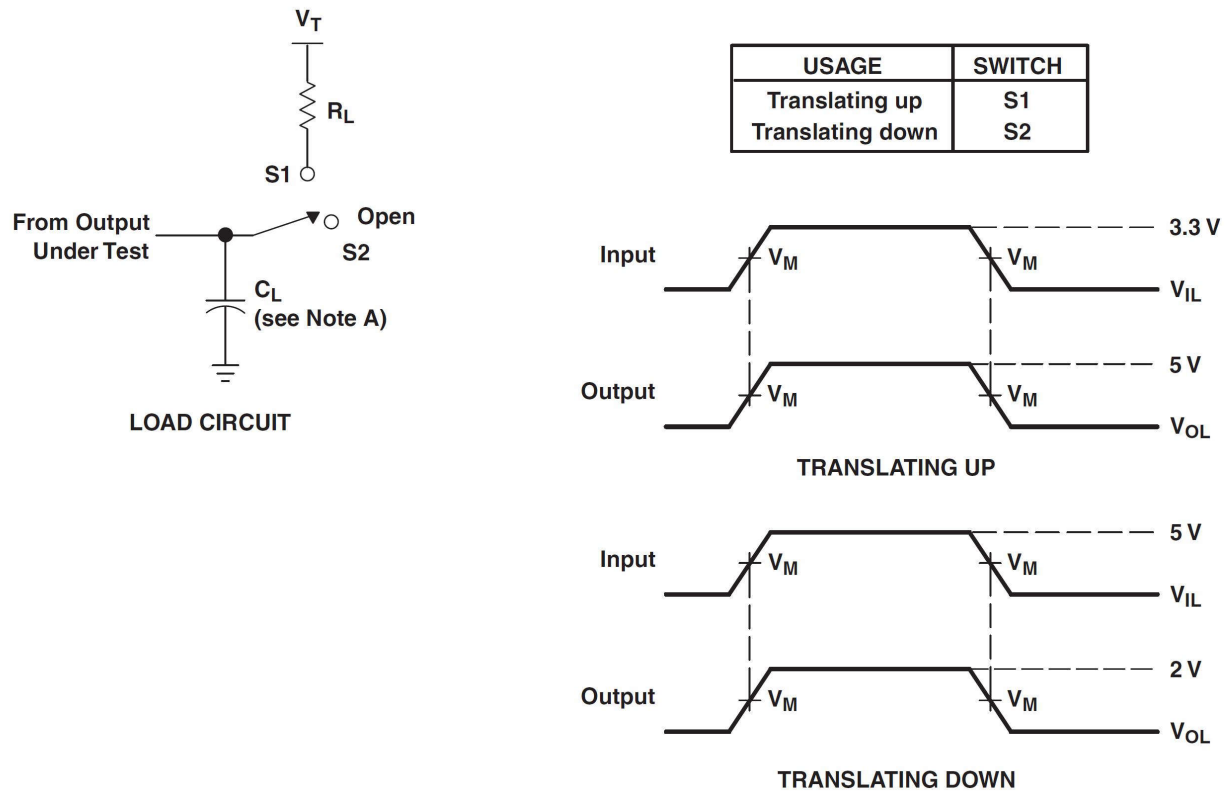 V_T
R_L
S1
From Output
Under Test
Open
S2
C_L
(see Note A)
LOAD CIRCUIT
USAGE SWITCH
Translating up S1
Translating down S2
Input V_M V_M 3.3 V
V_IL
Output V_M V_M 5 V
V_OL
TRANSLATING UP
Input V_M V_M 5 V
V_IL
Output V_M V_M 2 V
V_OL
TRANSLATING DOWN